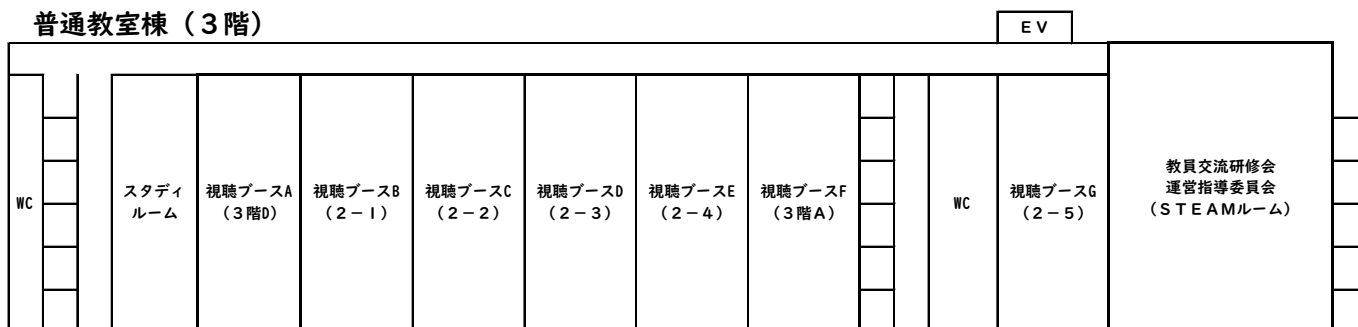 普通教室棟（３階）
ＥＶ
WC
スタディ
ルーム
視聴ブースA
（３階D）
視聴ブースB
（２－１）
視聴ブースC
（２－２）
視聴ブースD
（２－３）
視聴ブースE
（２－４）
視聴ブースF
（３階A）
WC
視聴ブースG
（２－５）
教員交流研修会
運営指導委員会
（ＳＴＥＡＭルーム）